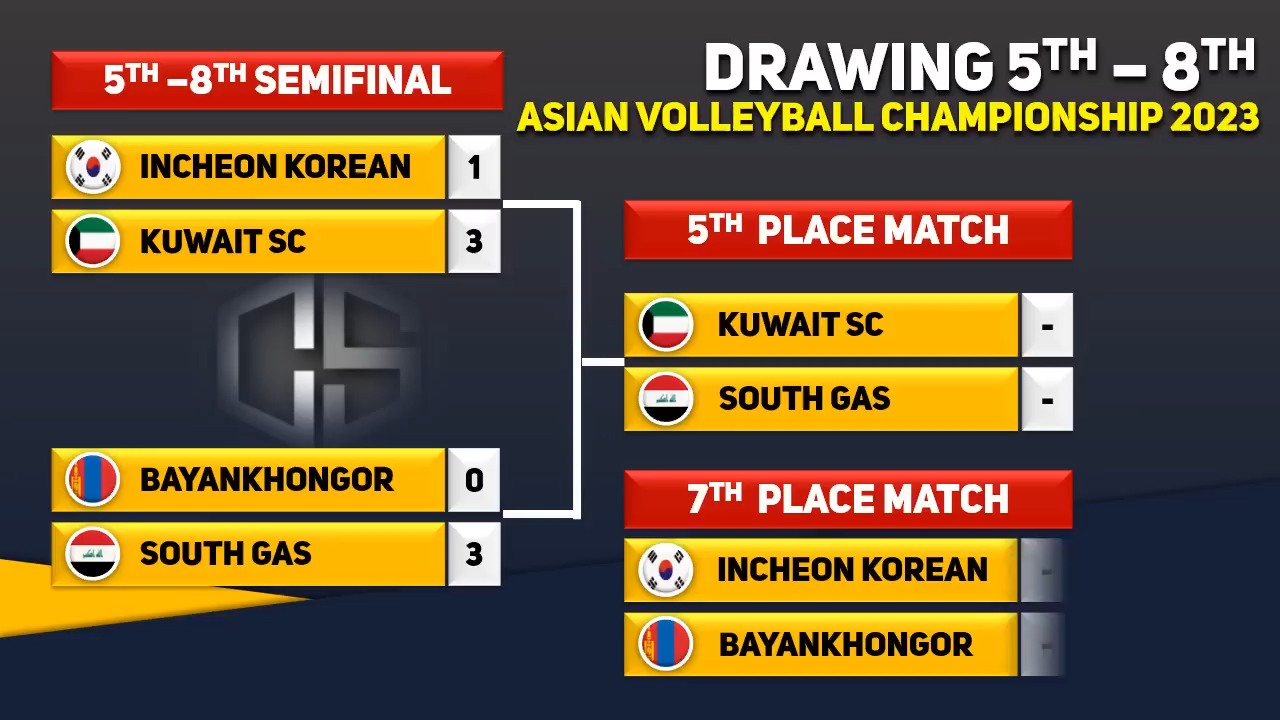 DRAWING 5TH – 8TH
ASIAN VOLLEYBALL CHAMPIONSHIP 2023
5TH –8TH SEMIFINAL
INCHEON KOREAN 1
KUWAIT SC 3
BAYANKHONGOR 0
SOUTH GAS 3
5TH PLACE MATCH
KUWAIT SC -
SOUTH GAS -
7TH PLACE MATCH
INCHEON KOREAN -
BAYANKHONGOR -